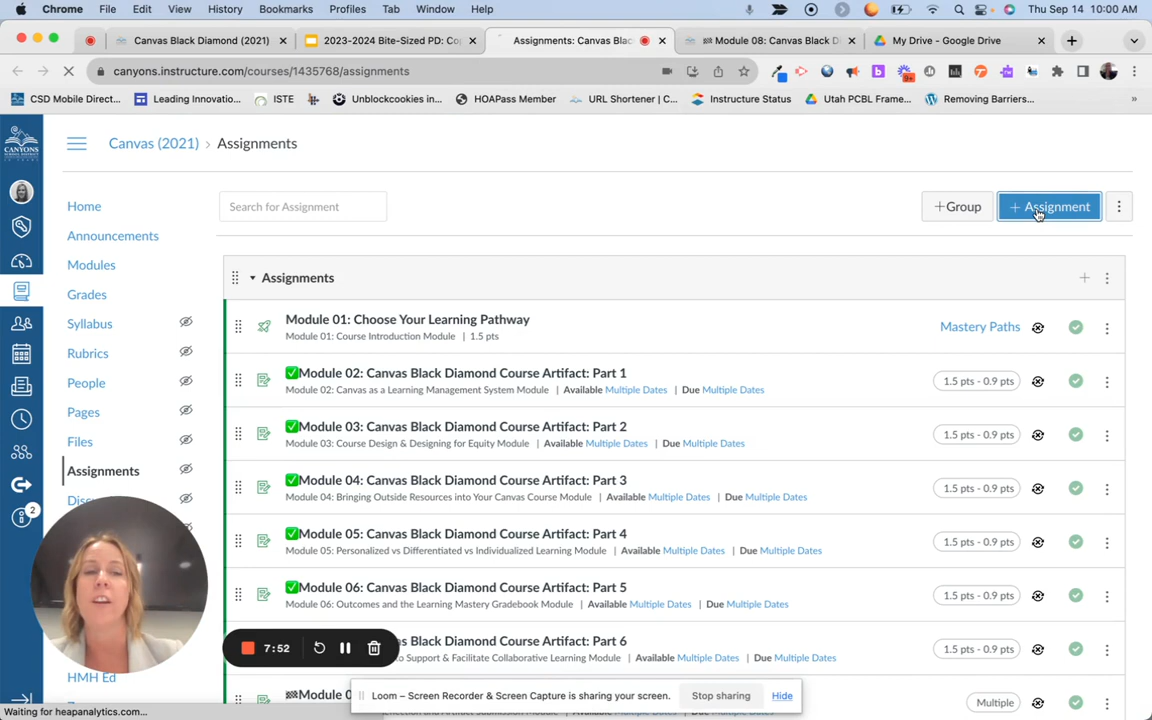 Chrome File Edit View History Bookmarks Profiles Tab Window Help Thu Sep 14 10:00 AM
Canvas Black Diamond (2021) 2023-2024 Bite-Sized PD: Co Assignments: Canvas Blac Module 08: Canvas Black D My Drive - Google Drive
canyons.instructure.com/courses/1435768/assignments
CSD Mobile Direct... Leading Innovatio... ISTE Unblockcookies in... HOAPass Member URL Shortener | C... Instructure Status Utah PCBL Frame... Removing Barriers... »
Canvas (2021) › Assignments
Search for Assignment
+Group
+ Assignment
Home
Announcements
Modules
Grades
Syllabus
Rubrics
People
Pages
Files
Assignments
HMH Ed
2
Assignments
Module 01: Choose Your Learning Pathway
Module 01: Course Introduction Module | 1.5 pts
Mastery Paths
Module 02: Canvas Black Diamond Course Artifact: Part 1
Module 02: Canvas as a Learning Management System Module | Available Multiple Dates | Due Multiple Dates
1.5 pts - 0.9 pts
Module 03: Canvas Black Diamond Course Artifact: Part 2
Module 03: Course Design & Designing for Equity Module | Available Multiple Dates | Due Multiple Dates
1.5 pts - 0.9 pts
Module 04: Canvas Black Diamond Course Artifact: Part 3
Module 04: Bringing Outside Resources into Your Canvas Course Module | Available Multiple Dates | Due Multiple Dates
1.5 pts - 0.9 pts
Module 05: Canvas Black Diamond Course Artifact: Part 4
Module 05: Personalized vs Differentiated vs Individualized Learning Module | Available Multiple Dates | Due Multiple Dates
1.5 pts - 0.9 pts
Module 06: Canvas Black Diamond Course Artifact: Part 5
Module 06: Outcomes and the Learning Mastery Gradebook Module | Available Multiple Dates | Due Multiple Dates
1.5 pts - 0.9 pts
as Black Diamond Course Artifact: Part 6
to Support & Facilitate Collaborative Learning Module | Available Multiple Dates | Due Multiple Dates
1.5 pts - 0.9 pts
Module 0
Multiple
7:52
Loom – Screen Recorder & Screen Capture is sharing your screen. Stop sharing Hide
Waiting for heapanalytics.com...